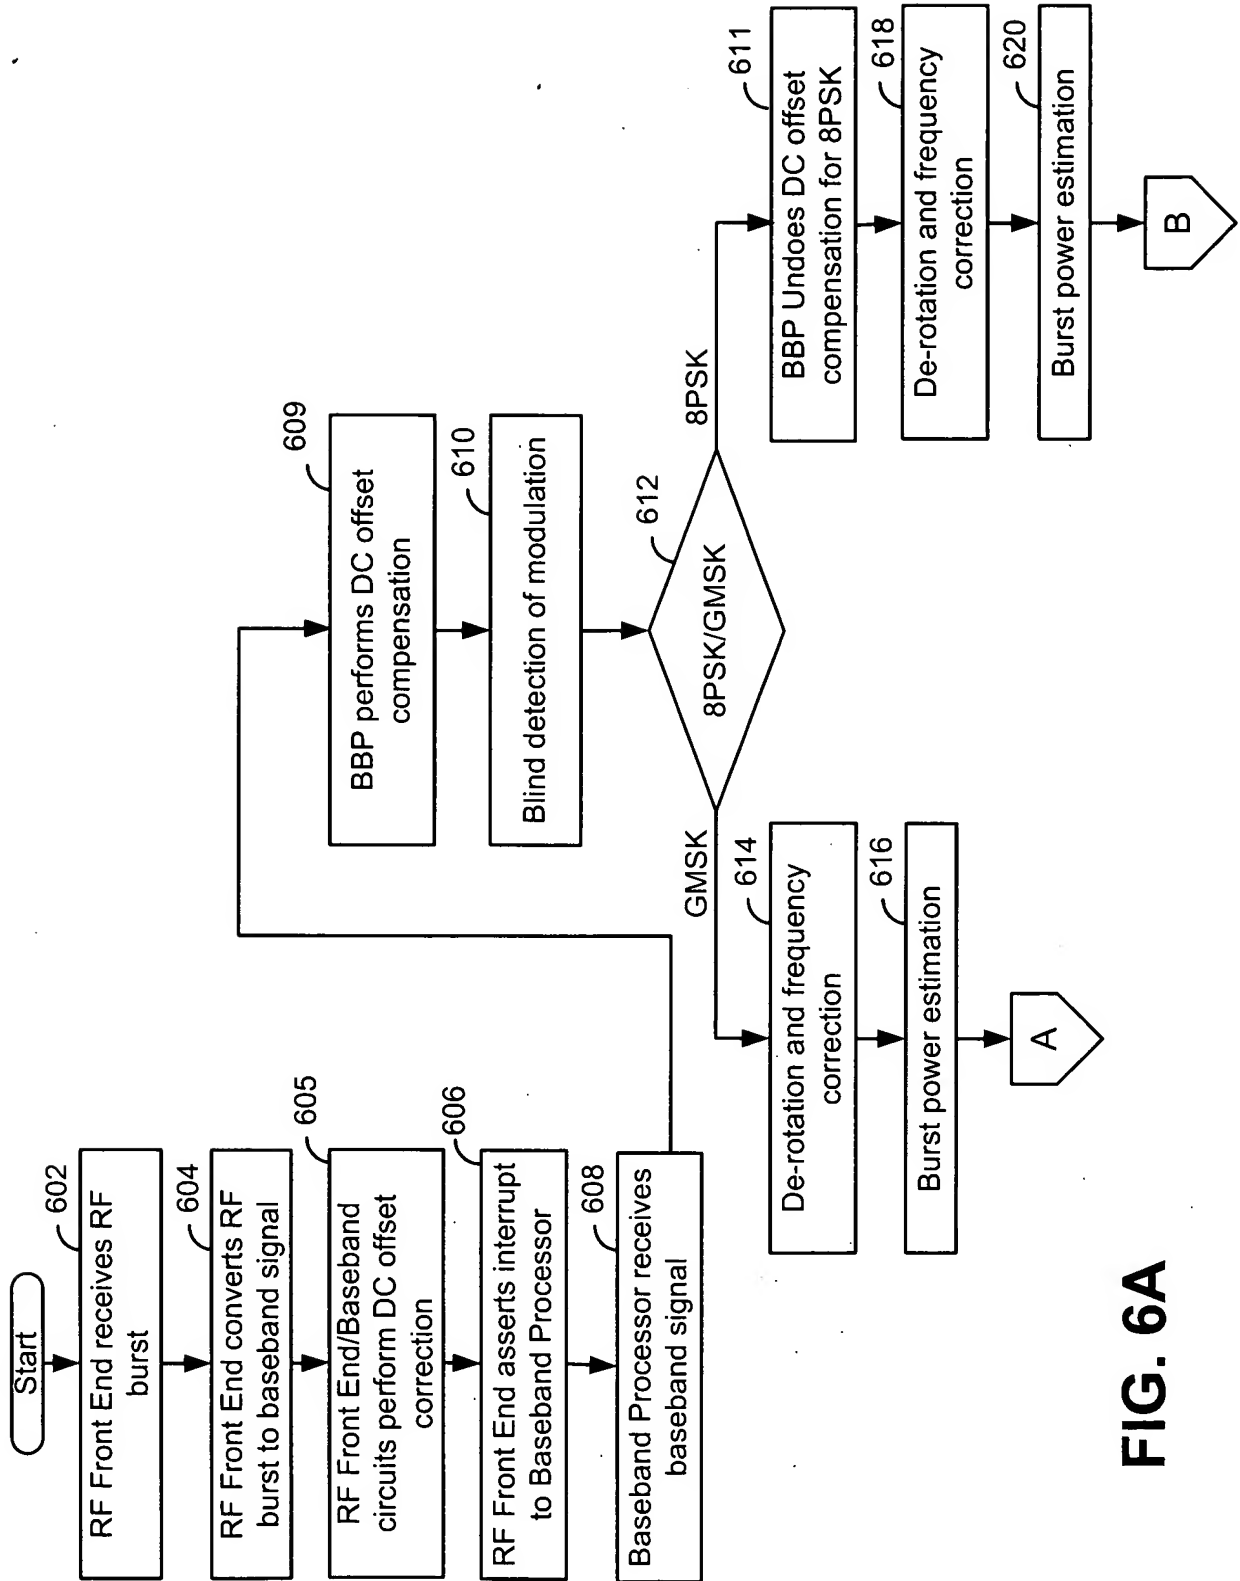 Start
602
RF Front End receives RF
burst
604
RF Front End converts RF
burst to baseband signal
605
RF Front End/Baseband
circuits perform DC offset
correction
606
RF Front End asserts interrupt
to Baseband Processor
608
Baseband Processor receives
baseband signal
609
BBP performs DC offset
compensation
610
Blind detection of modulation
612
8PSK/GMSK
GMSK
8PSK
614
De-rotation and frequency
correction
616
Burst power estimation
A
611
BBP Undoes DC offset
compensation for 8PSK
618
De-rotation and frequency
correction
620
Burst power estimation
B
FIG. 6A